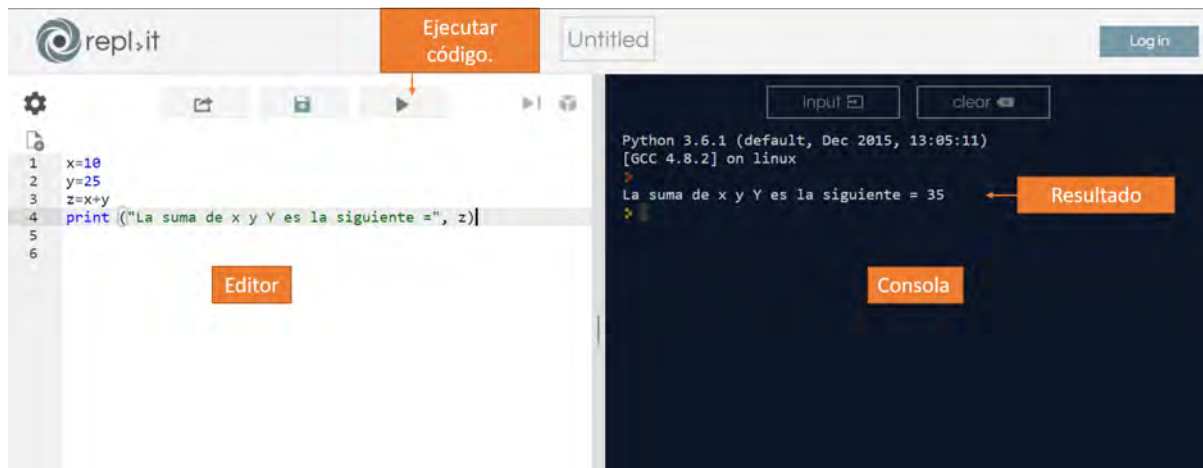 repl.it
Ejecutar
código.
Untitled
Log in
input
clear
1 x=10
2 y=25
3 z=x+y
4 print ("La suma de x y Y es la siguiente =", z)
5
6
Editor
Python 3.6.1 (default, Dec 2015, 13:05:11)
[GCC 4.8.2] on linux
>
La suma de x y Y es la siguiente = 35
Resultado
>
Consola